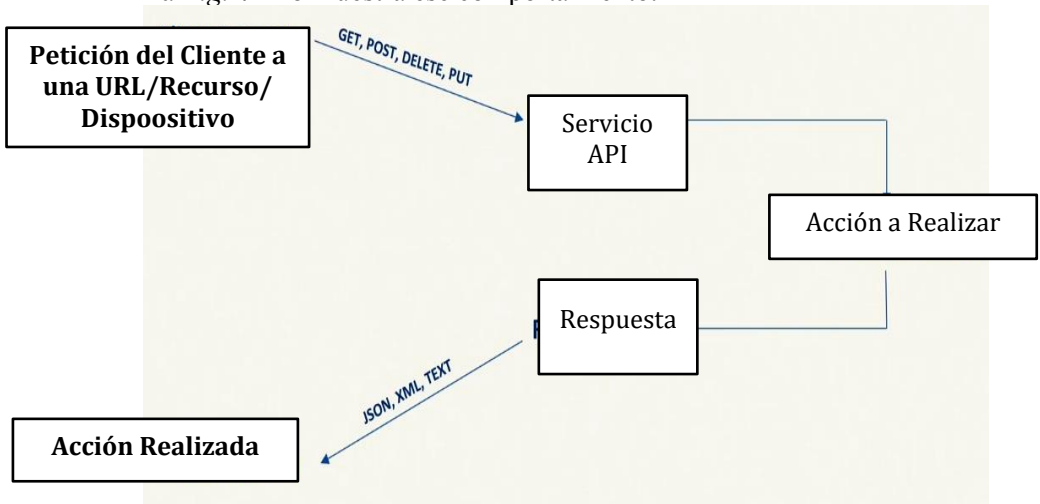 Petición del Cliente a
una URL/Recurso/
Dispoositivo
GET, POST, DELETE, PUT
Servicio
API
Acción a Realizar
Respuesta
JSON, XML, TEXT
Acción Realizada